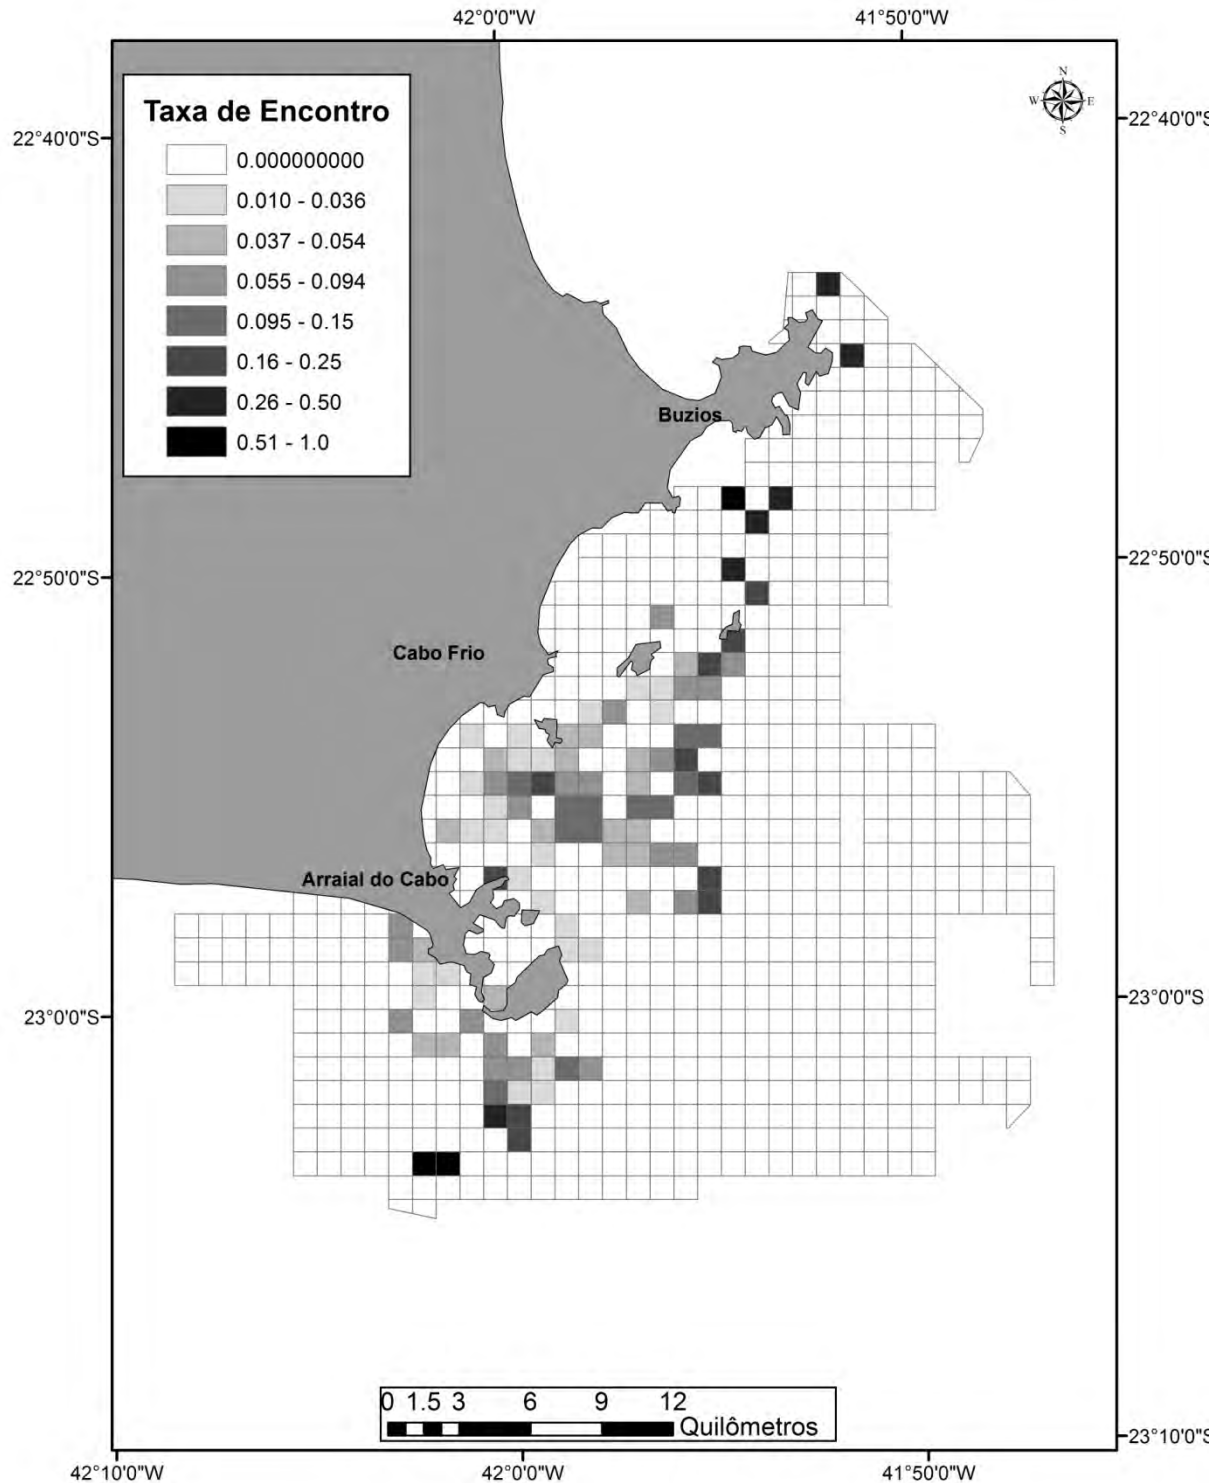 42°0'0"W
41°50'0"W
N
W E
S
Taxa de Encontro
0.000000000
0.010 - 0.036
0.037 - 0.054
0.055 - 0.094
0.095 - 0.15
0.16 - 0.25
0.26 - 0.50
0.51 - 1.0
22°40'0"S
22°40'0"S
Buzios
22°50'0"S
22°50'0"S
Cabo Frio
Arraial do Cabo
23°0'0"S
23°0'0"S
0 1.5 3 6 9 12
Quilômetros
23°10'0"S
42°10'0"W
42°0'0"W
41°50'0"W